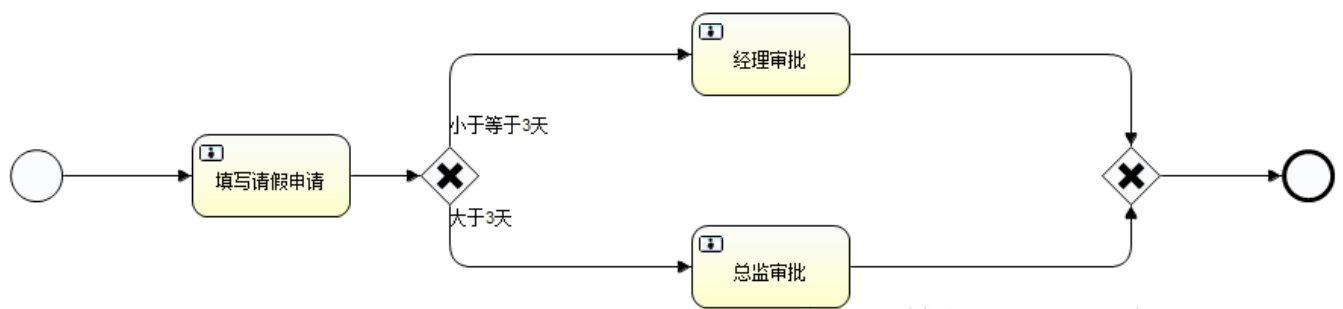 经理审批
小于等于3天
填写请假申请
大于3天
总监审批